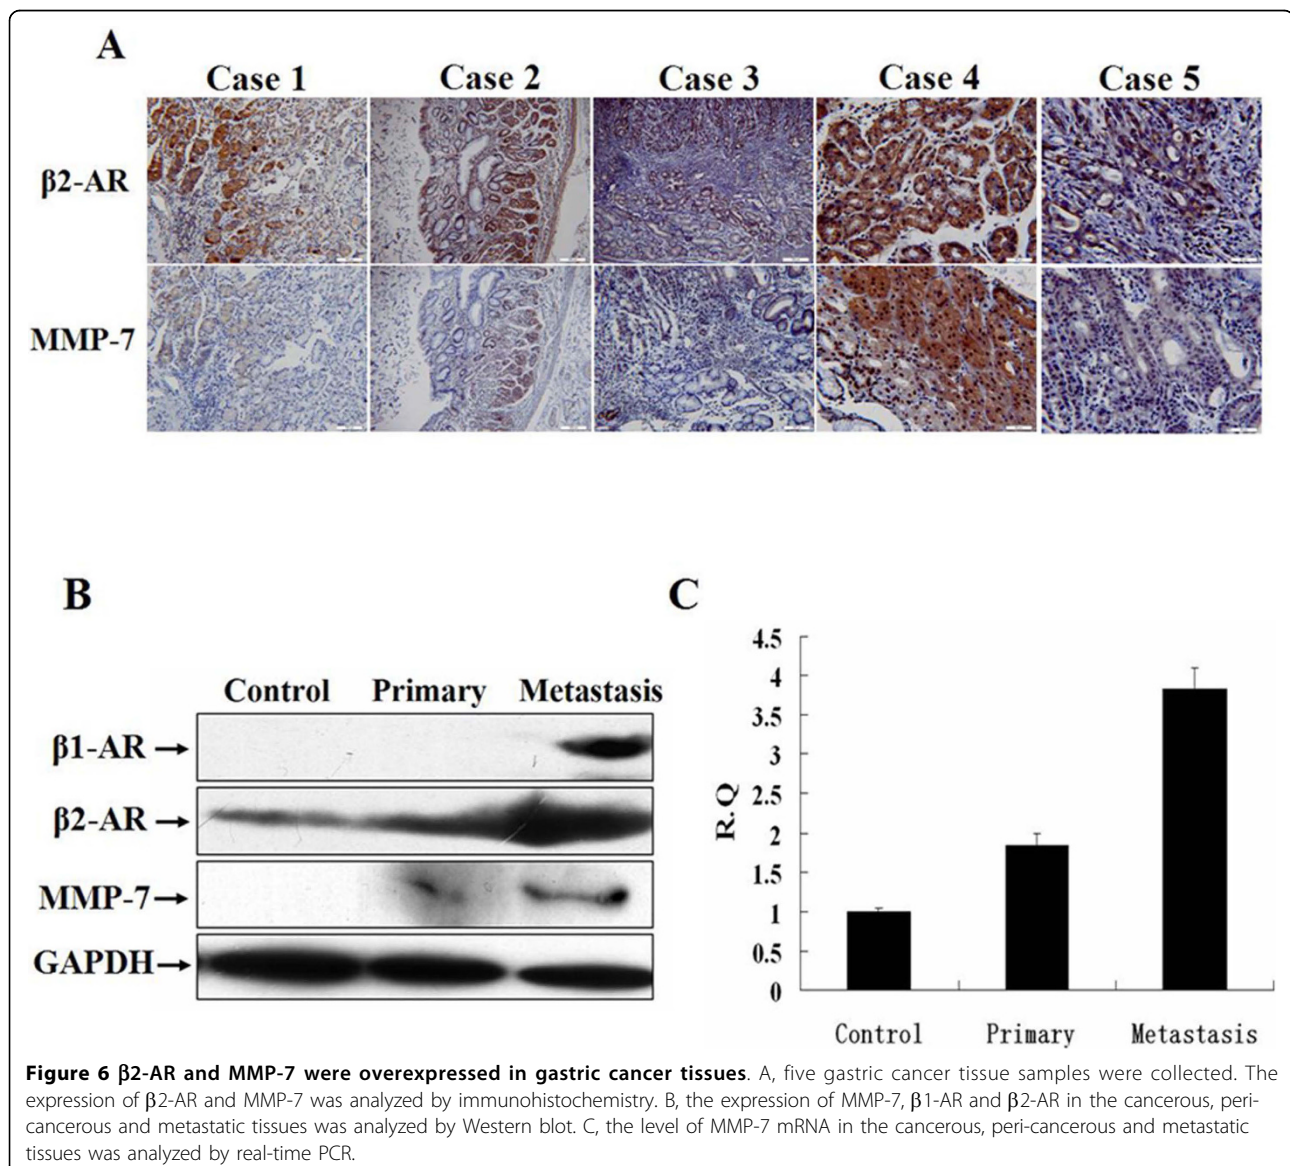 A
Case 1 Case 2 Case 3 Case 4 Case 5
β2-AR
MMP-7
B
Control Primary Metastasis
β1-AR
β2-AR
MMP-7
GAPDH
C
4.5
4
3.5
3
2.5
2
1.5
1
0.5
0
R.Q
Control Primary Metastasis
Figure 6 β2-AR and MMP-7 were overexpressed in gastric cancer tissues. A, five gastric cancer tissue samples were collected. The
expression of β2-AR and MMP-7 was analyzed by immunohistochemistry. B, the expression of MMP-7, β1-AR and β2-AR in the cancerous, peri-
cancerous and metastatic tissues was analyzed by Western blot. C, the level of MMP-7 mRNA in the cancerous, peri-cancerous and metastatic
tissues was analyzed by real-time PCR.